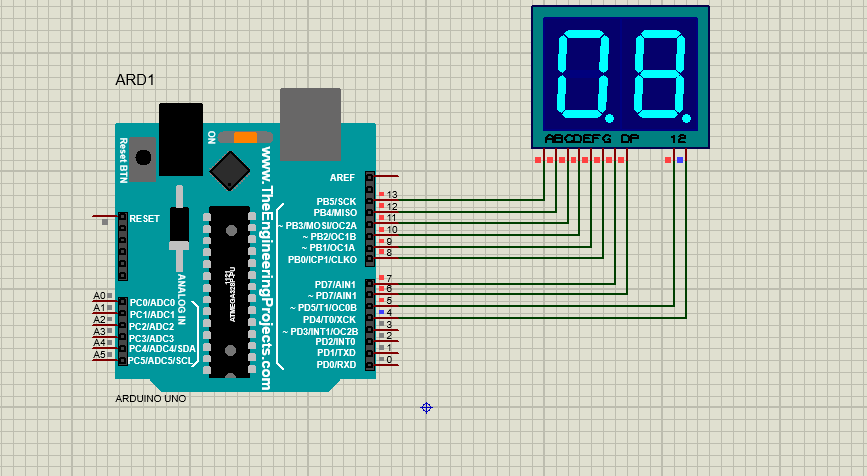 ARD1
ON
Reset BTN
www.TheEngineeringProjects.com
AREF
13
PB5/SCK
12
PB4/MISO
11
~ PB3/MOSI/OC2A
10
~ PB2/OC1B
9
~ PB1/OC1A
8
PB0/ICP1/CLKO
RESET
ANALOG IN
ATMEGA328P-PU
1121
7
PD7/AIN1
6
~ PD7/AIN1
5
~ PD5/T1/OC0B
4
PD4/T0/XCK
3
~ PD3/INT1/OC2B
2
PD2/INT0
1
PD1/TXD
0
PD0/RXD
A0
PC0/ADC0
A1
PC1/ADC1
A2
PC2/ADC2
A3
PC3/ADC3
A4
PC4/ADC4/SDA
A5
PC5/ADC5/SCL
ARDUINO UNO
0.8.
ABCDEFG DP
12